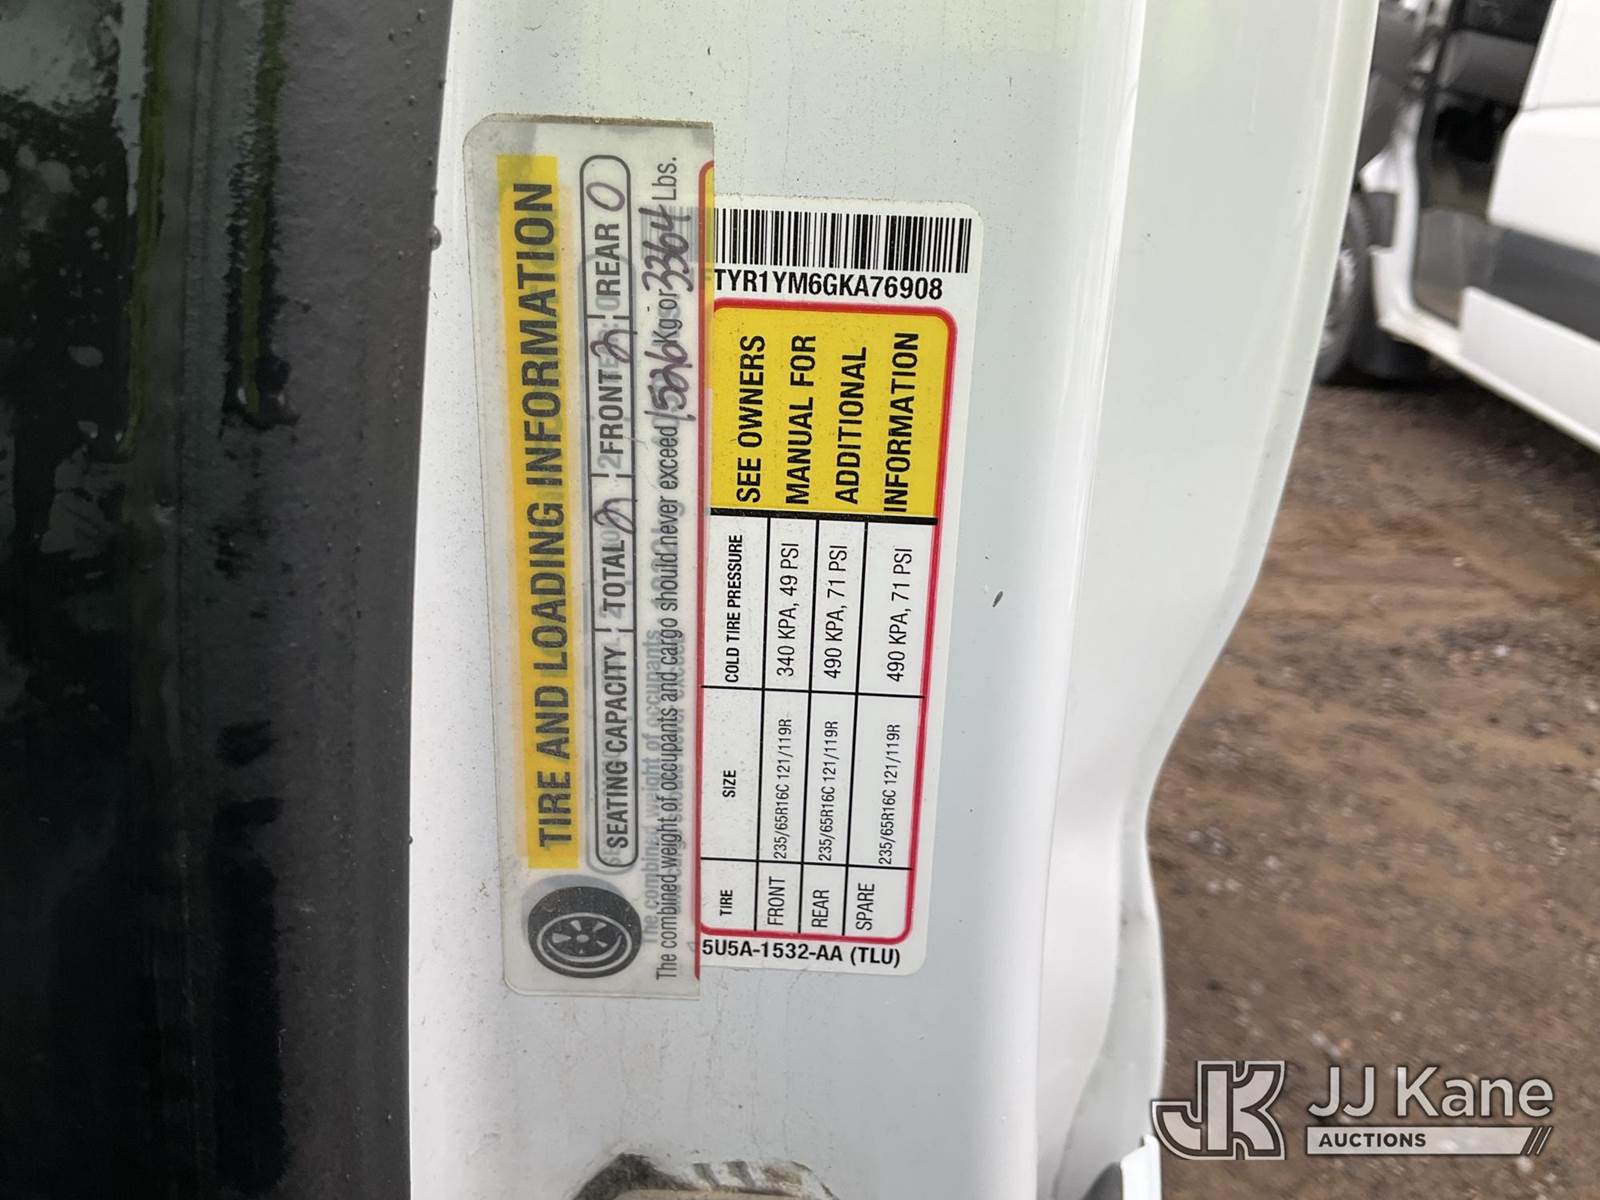 TIRE AND LOADING INFORMATION
SEATING CAPACITY TOTAL 2 FRONT 2 REAR 0
The combined weight of occupants and cargo should never exceed 1526 Kg or 3364 Lbs.
TYR1YM6GKA76908
TIRE SIZE COLD TIRE PRESSURE
FRONT 235/65R16C 121/119R 340 KPA, 49 PSI
REAR 235/65R16C 121/119R 490 KPA, 71 PSI
SPARE 235/65R16C 121/119R 490 KPA, 71 PSI
SEE OWNERS
MANUAL FOR
ADDITIONAL
INFORMATION
5U5A-1532-AA (TLU)
JK JJ Kane
AUCTIONS